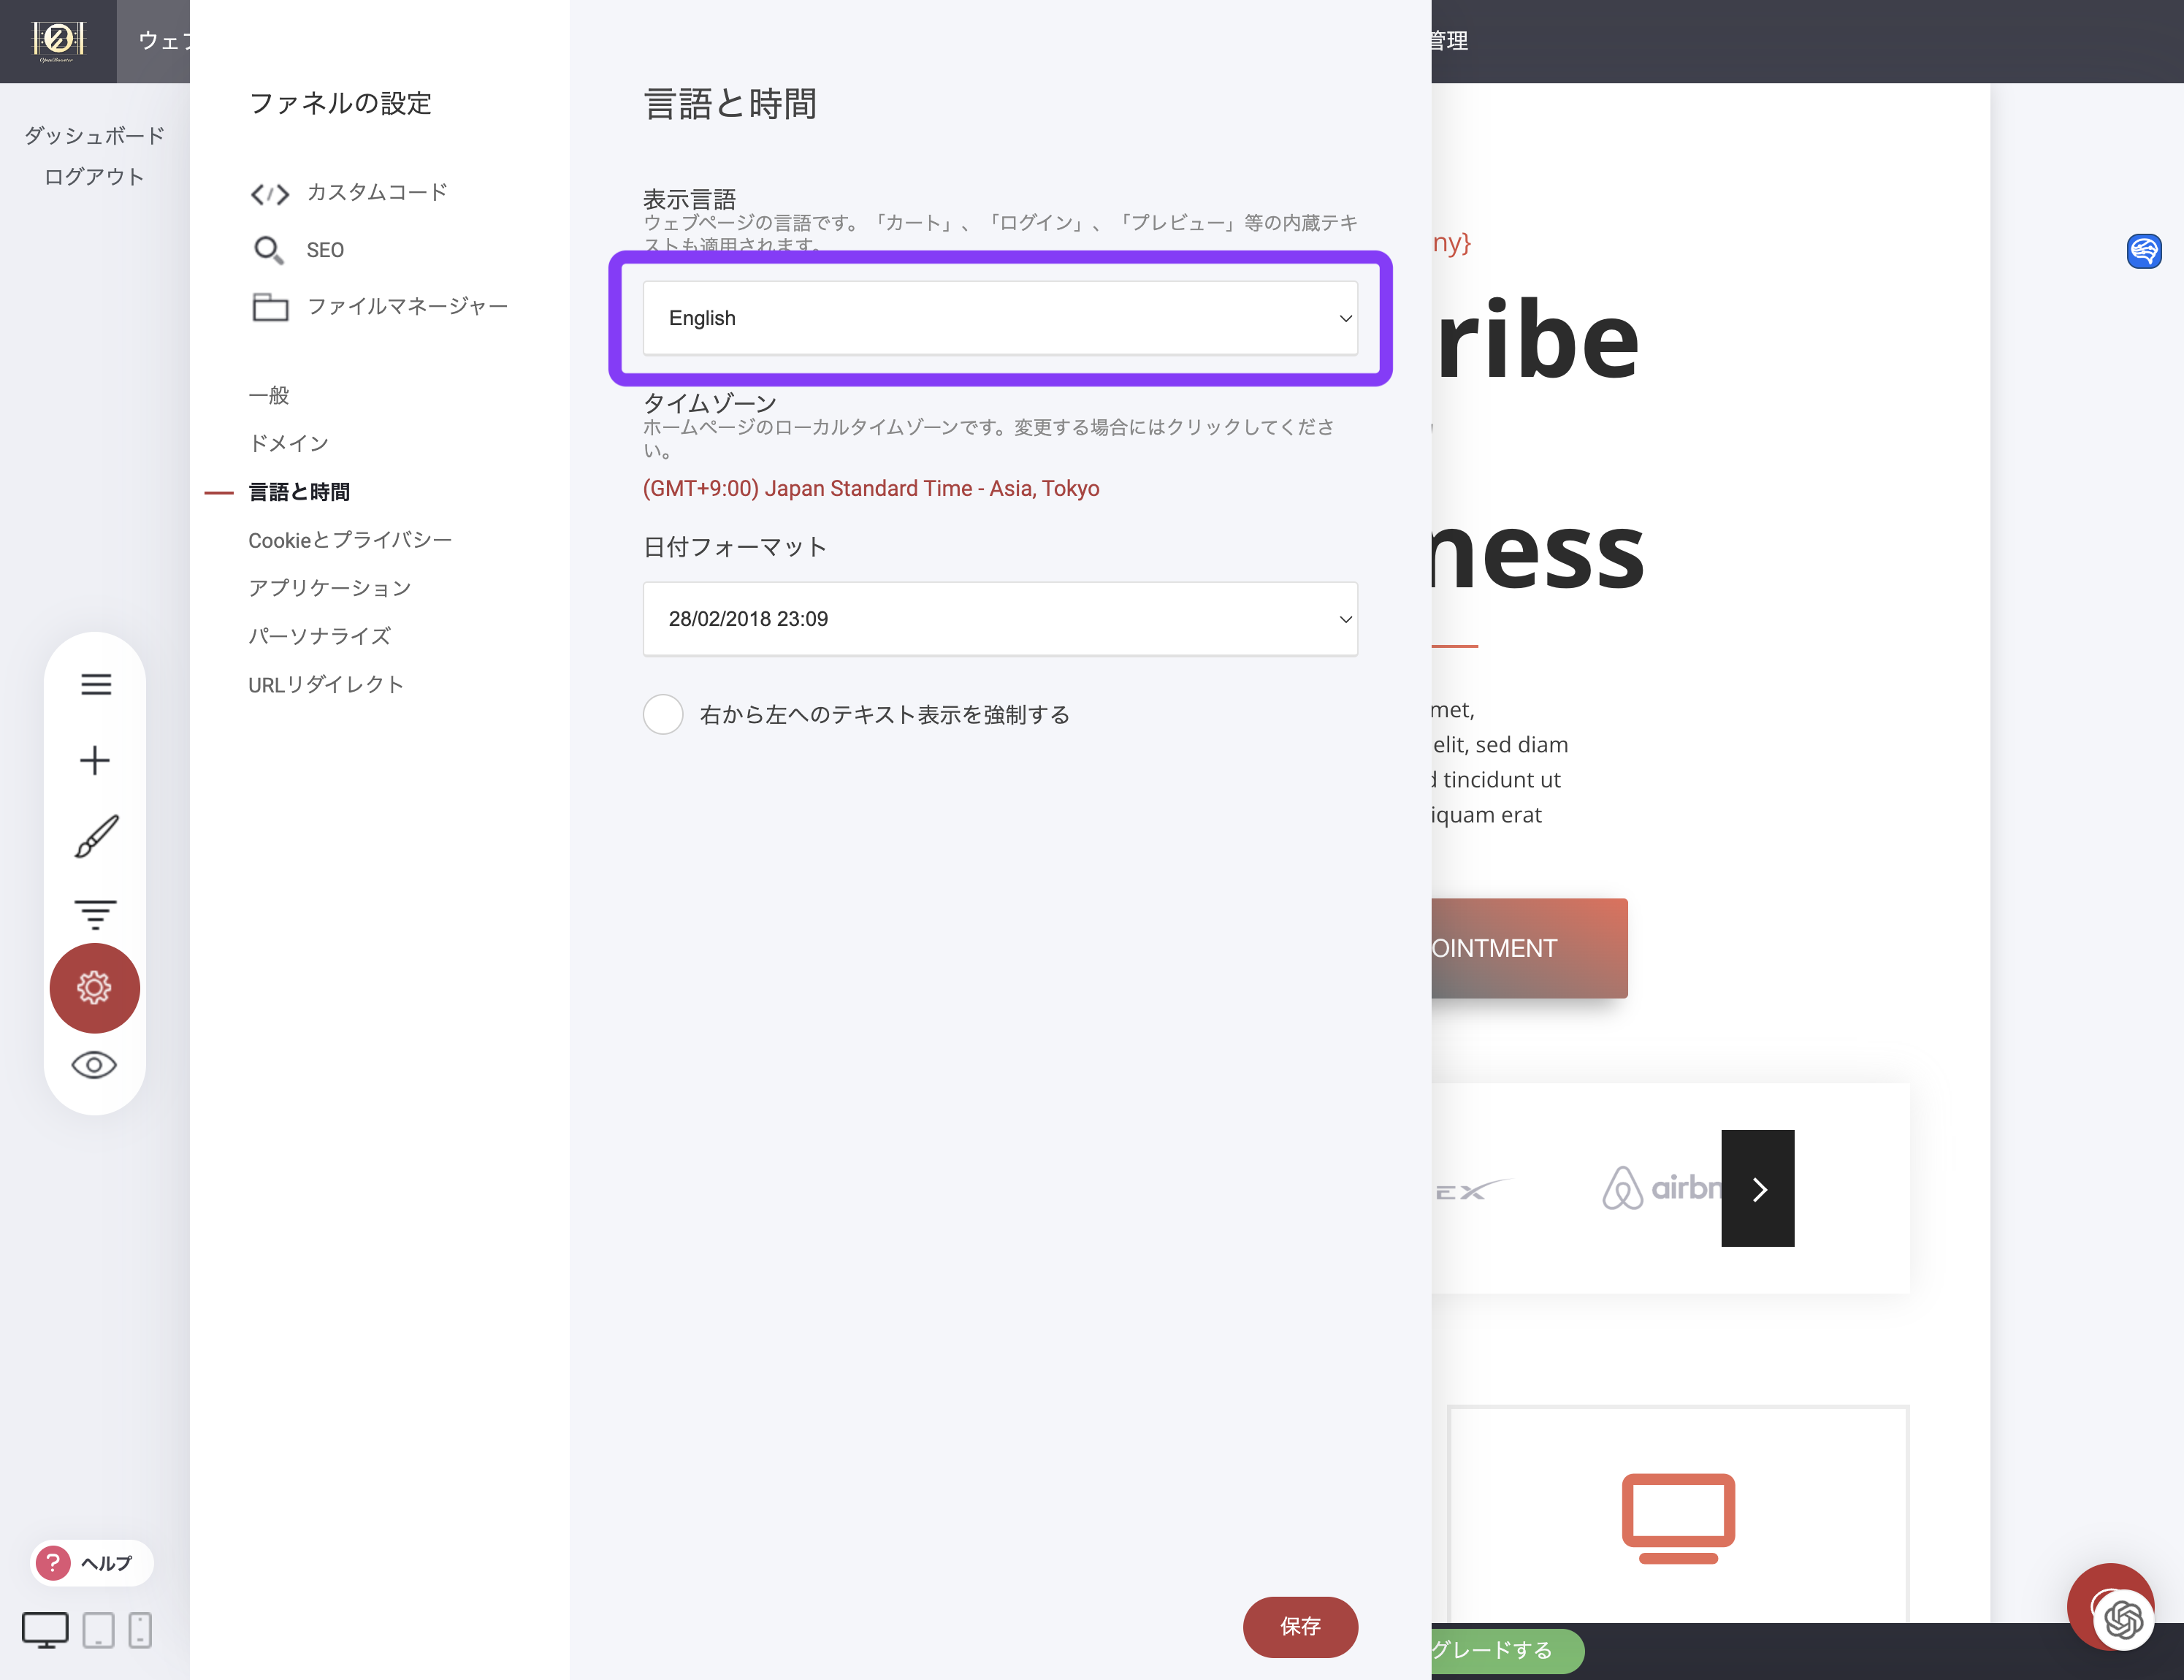 ウェブ
管理
ダッシュボード
ログアウト
ファネルの設定
カスタムコード
SEO
ファイルマネージャー
一般
ドメイン
言語と時間
Cookieとプライバシー
アプリケーション
パーソナライズ
URLリダイレクト
? ヘルプ
言語と時間
表示言語
ウェブページの言語です。「カート」、「ログイン」、「プレビュー」等の内蔵テキ
ストも適用されます。
English
タイムゾーン
ホームページのローカルタイムゾーンです。変更する場合にはクリックしてくださ
い。
(GMT+9:00) Japan Standard Time - Asia, Tokyo
日付フォーマット
28/02/2018 23:09
右から左へのテキスト表示を強制する
保存
ny}
ribe
ness
met,
elit, sed diam
d tincidunt ut
iquam erat
OINTMENT
EX
airbn
グレードする